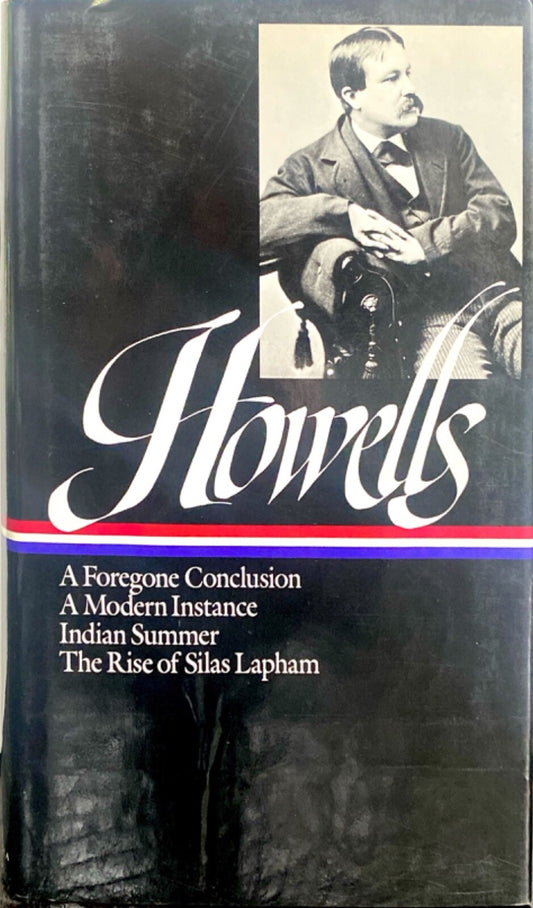 Howells
A Foregone Conclusion
A Modern Instance
Indian Summer
The Rise of Silas Lapham